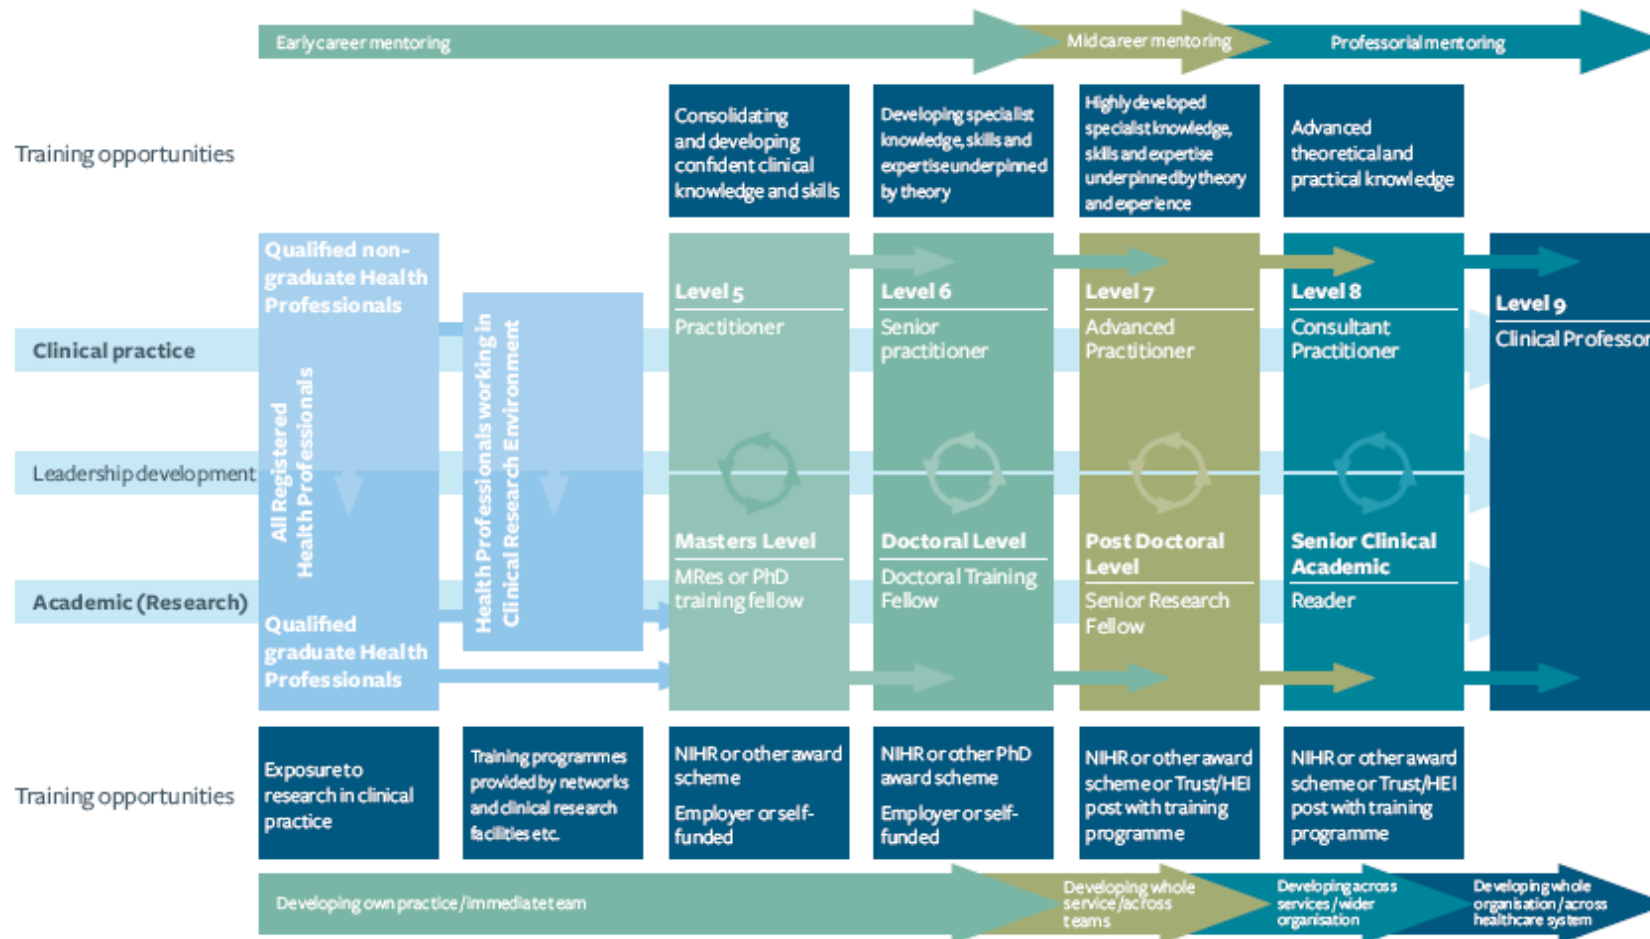 Early career mentoring
Mid career mentoring
Professorial mentoring
Training opportunities
Consolidating
and developing
confident clinical
knowledge and skills
Developing specialist
knowledge, skills and
expertise underpinned
by theory
Highly developed
specialist knowledge,
skills and expertise
underpinned by theory
and experience
Advanced
theoretical and
practical knowledge
Clinical practice
Leadership development
Academic (Research)
Qualified non-
graduate Health
Professionals
All Registered
Health Professionals
Qualified
graduate Health
Professionals
Health Professionals working in
Clinical Research Environment
Level 5
Practitioner
Masters Level
MRes or PhD
training fellow
Level 6
Senior
practitioner
Doctoral Level
Doctoral Training
Fellow
Level 7
Advanced
Practitioner
Post Doctoral
Level
Senior Research
Fellow
Level 8
Consultant
Practitioner
Senior Clinical
Academic
Reader
Level 9
Clinical Professor
Training opportunities
Exposure to
research in clinical
practice
Training programmes
provided by networks
and clinical research
facilities etc.
NIHR or other award
scheme
Employer or self-
funded
NIHR or other PhD
award scheme
Employer or self-
funded
NIHR or other award
scheme or Trust/HEI
post with training
programme
NIHR or other award
scheme or Trust/HEI
post with training
programme
Developing own practice / immediate team
Developing whole
service / across
teams
Developing across
services / wider
organisation
Developing whole
organisation / across
healthcare system